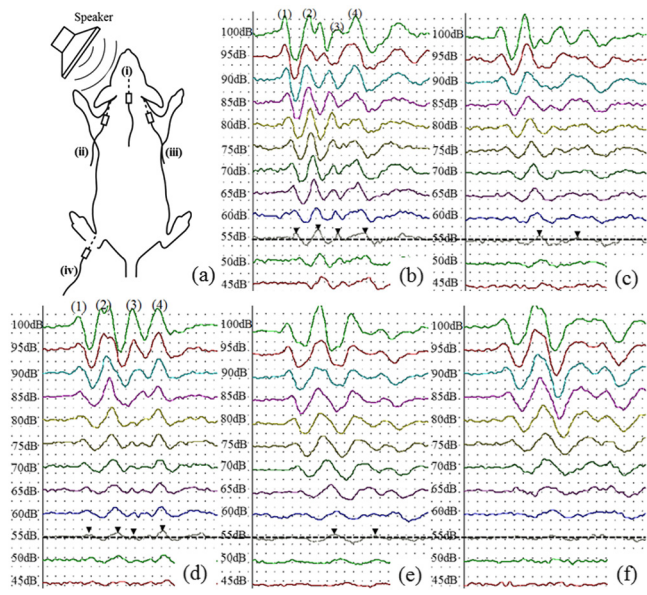 Speaker
(i)
(ii)
(iii)
(iv)
(a)
(1) (2) (3) (4)
100dB
95dB
90dB
85dB
80dB
75dB
70dB
65dB
60dB
55dB
50dB
45dB
(b)
100dB
95dB
90dB
85dB
80dB
75dB
70dB
65dB
60dB
55dB
50dB
45dB
(c)
(1) (2) (3) (4)
100dB
95dB
90dB
85dB
80dB
75dB
70dB
65dB
60dB
55dB
50dB
45dB
(d)
100dB
95dB
90dB
85dB
80dB
75dB
70dB
65dB
60dB
55dB
50dB
45dB
(e)
100dB
95dB
90dB
85dB
80dB
75dB
70dB
65dB
60dB
55dB
50dB
45dB
(f)